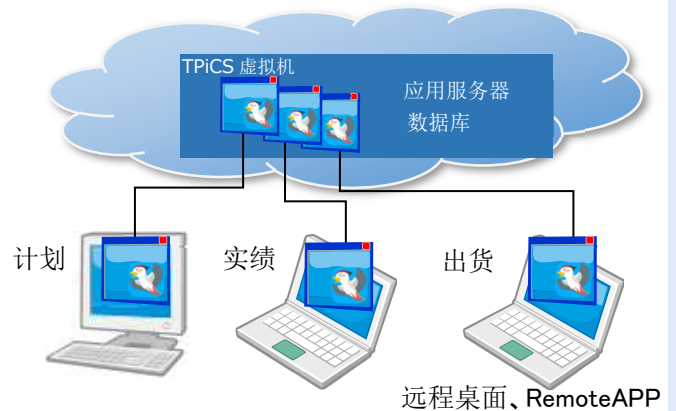 TPiCS 虚拟机
应用服务器
数据库
计划
实绩
出货
远程桌面、RemoteAPP